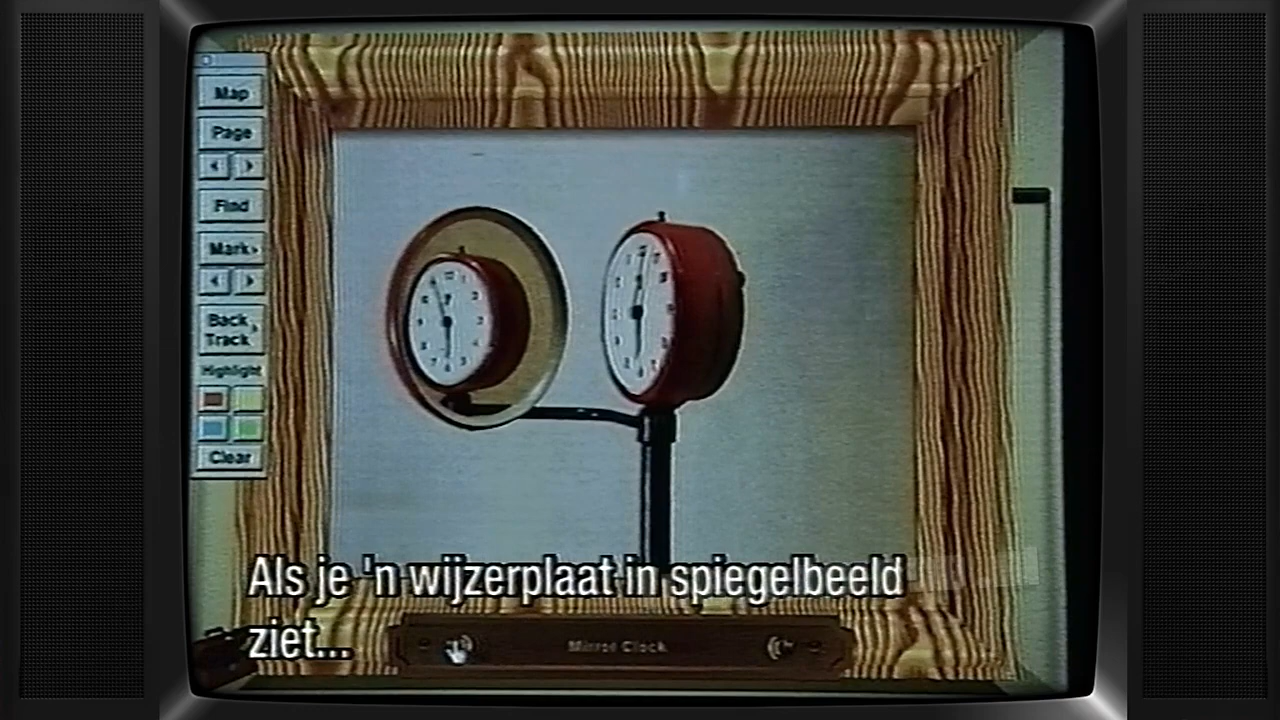 Map
Page
Find
Mark
Back
Track
Highlight
Clear
Als je 'n wijzerplaat in spiegelbeeld
ziet...
Mirror Clock